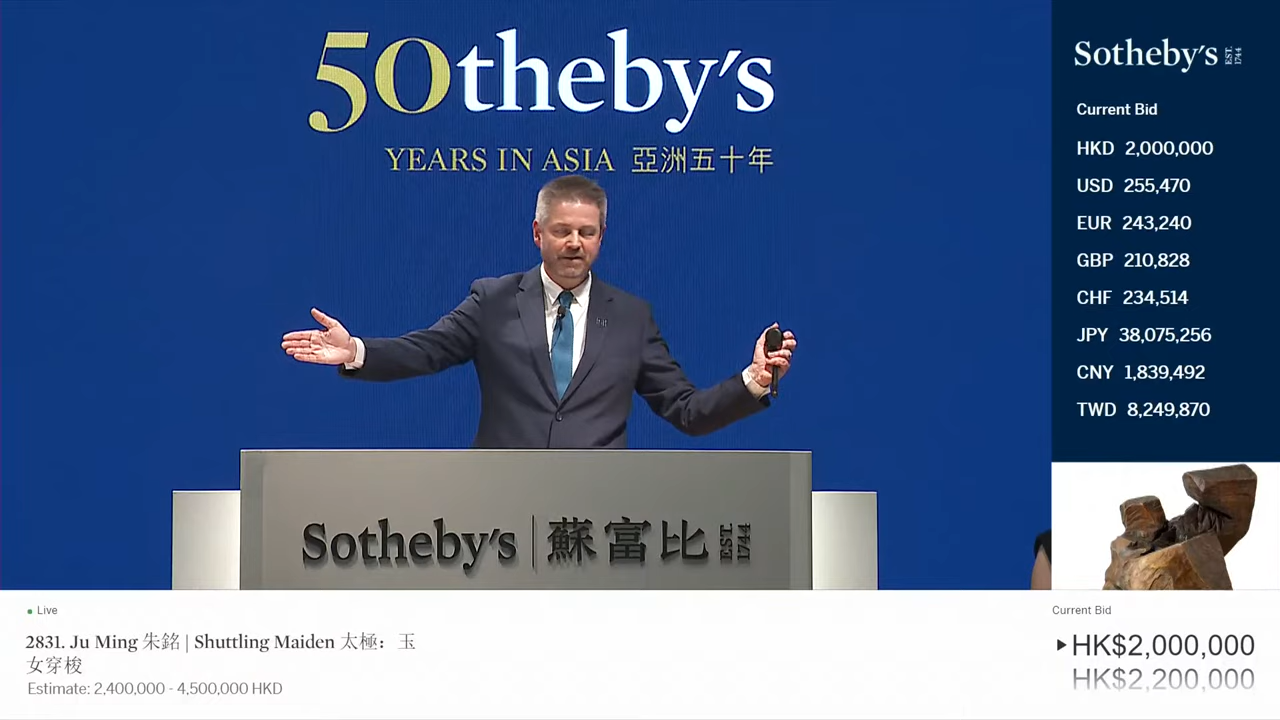 50theby's
YEARS IN ASIA 亞洲五十年
Sotheby's EST. 1744
Current Bid
HKD 2,000,000
USD 255,470
EUR 243,240
GBP 210,828
CHF 234,514
JPY 38,075,256
CNY 1,839,492
TWD 8,249,870
Sotheby's | 蘇富比 EST. 1744
Live
2831. Ju Ming 朱銘 | Shuttling Maiden 太極：玉
女穿梭
Estimate: 2,400,000 - 4,500,000 HKD
Current Bid
HK$2,000,000
HK$2,200,000